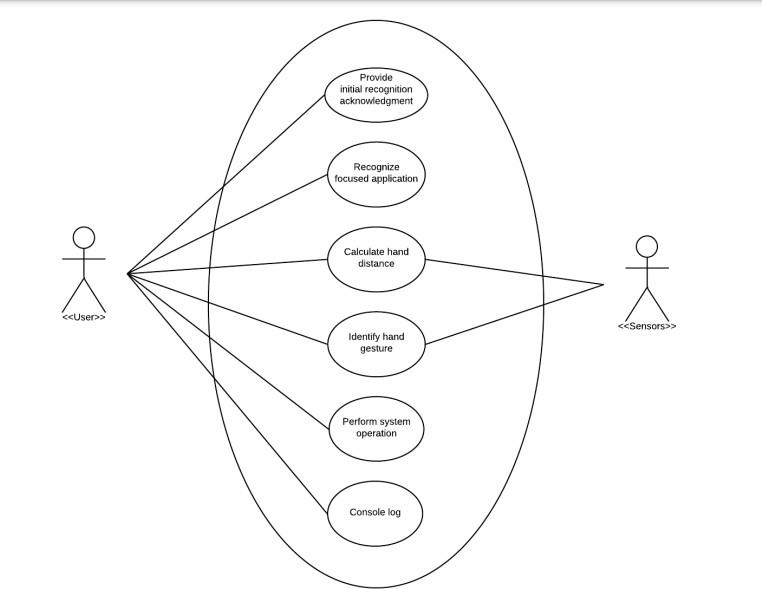 Provide
initial recognition
acknowledgment
Recognize
focused application
Calculate hand
distance
Identify hand
gesture
<<User>>
<<Sensors>>
Perform system
operation
Console log